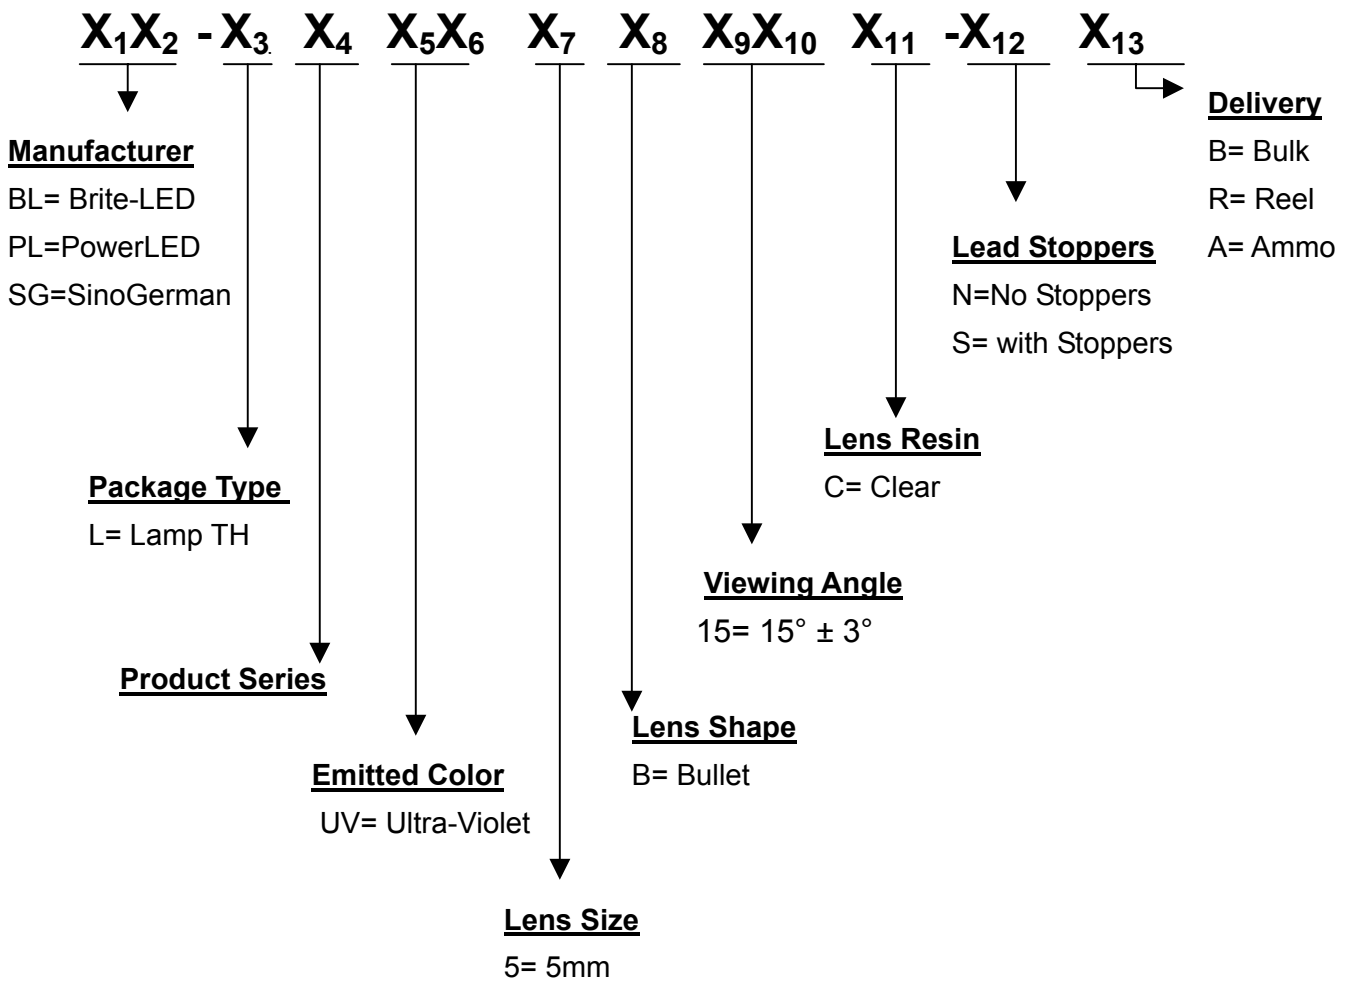 X1X2 - X3 X4 X5X6 X7 X8 X9X10 X11 -X12 X13
Manufacturer
BL= Brite-LED
PL=PowerLED
SG=SinoGerman
Package Type
L= Lamp TH
Product Series
Emitted Color
UV= Ultra-Violet
Lens Size
5= 5mm
Lens Shape
B= Bullet
Viewing Angle
15= 15° ± 3°
Lens Resin
C= Clear
Lead Stoppers
N=No Stoppers
S= with Stoppers
Delivery
B= Bulk
R= Reel
A= Ammo